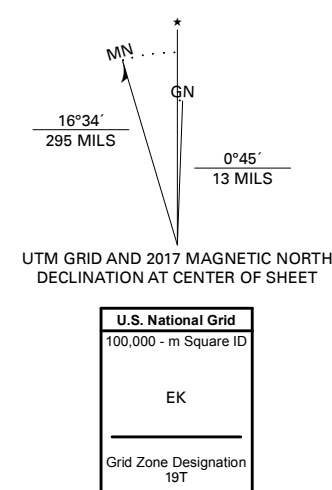 ★
MN
GN
16°34´
295 MILS
0°45´
13 MILS
UTM GRID AND 2017 MAGNETIC NORTH
DECLINATION AT CENTER OF SHEET
U.S. National Grid
100,000 - m Square ID
EK
Grid Zone Designation
19T